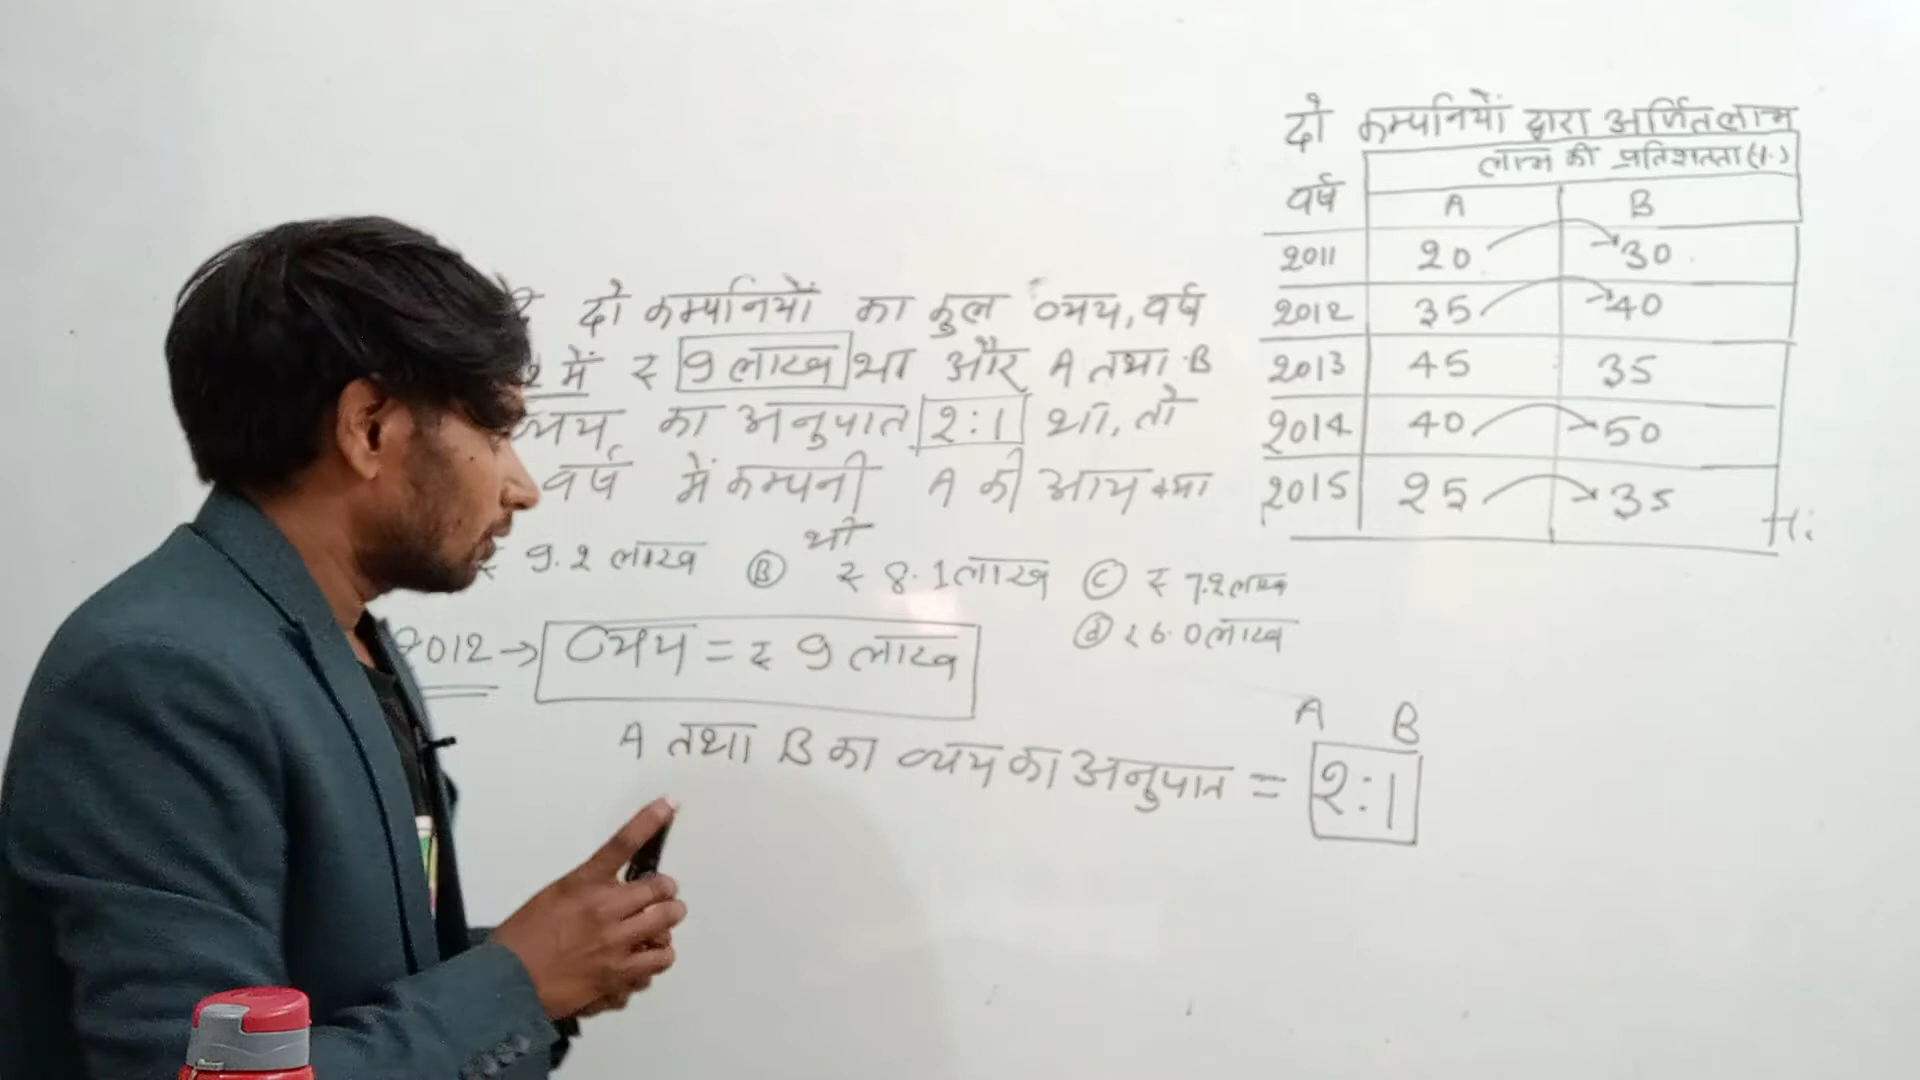 दो कम्पनियों द्वारा अर्जित लाभ
लाभ की प्रतिशतता (%)
वर्ष A B
2011 20 30
2012 35 40
2013 45 35
2014 40 50
2015 25 35
दो कम्पनियों का कुल व्यय, वर्ष
में ₹ 9 लाख था और A तथा B
व्यय का अनुपात 2:1 था, तो
वर्ष में कम्पनी A की आय क्या
थी
₹ 9.2 लाख Ⓑ ₹ 8.1 लाख Ⓒ ₹ 7.2 लाख
ⓓ ₹ 6.0 लाख
2012 → व्यय = ₹ 9 लाख
A B
A तथा B का व्यय का अनुपात = 2:1